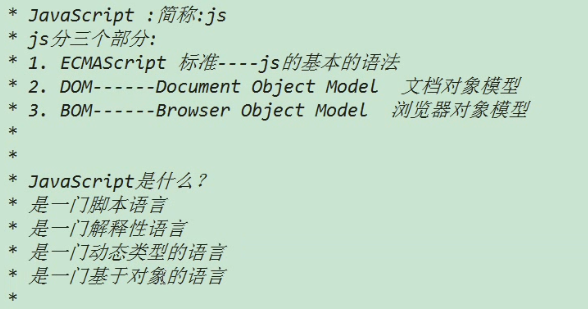 * JavaScript :简称:js
* js分三个部分:
* 1. ECMAScript 标准----js的基本的语法
* 2. DOM------Document Object Model  文档对象模型
* 3. BOM------Browser Object Model  浏览器对象模型
*
*
* JavaScript是什么?
* 是一门脚本语言
* 是一门解释性语言
* 是一门动态类型的语言
* 是一门基于对象的语言
*